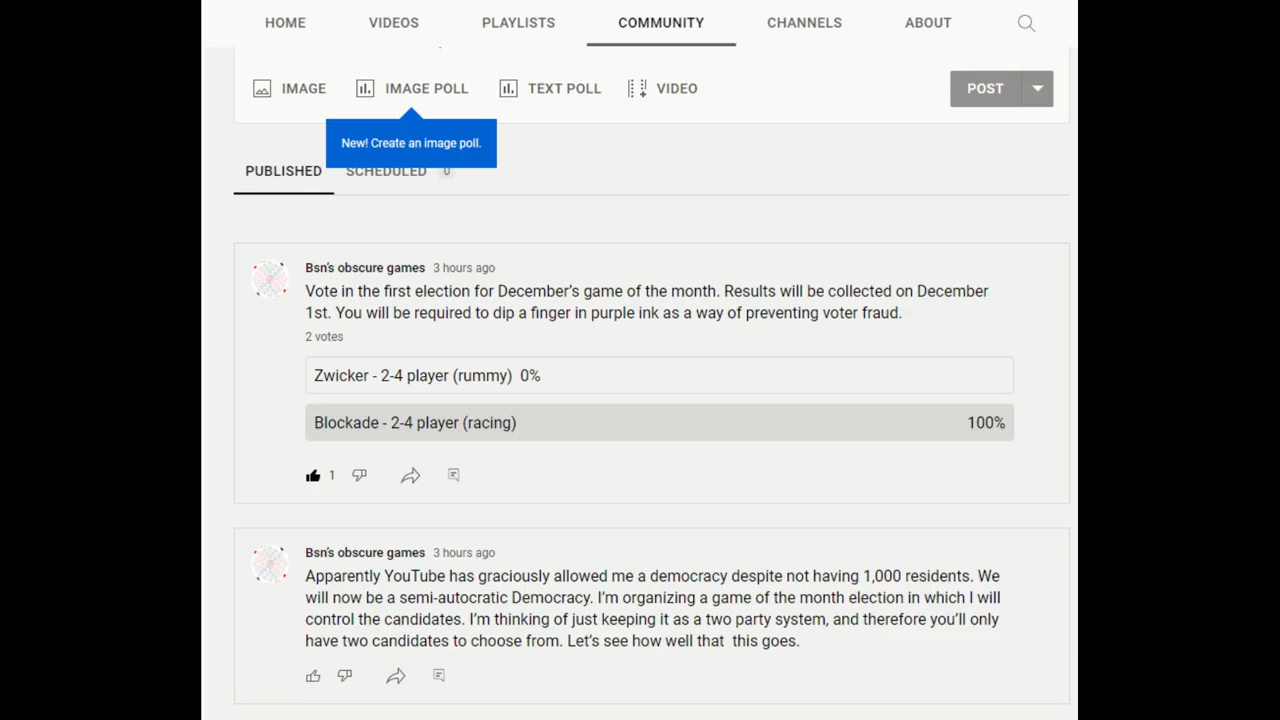 HOME VIDEOS PLAYLISTS COMMUNITY CHANNELS ABOUT
IMAGE IMAGE POLL TEXT POLL VIDEO POST
New! Create an image poll.
PUBLISHED SCHEDULED 0
Bsn's obscure games 3 hours ago
Vote in the first election for December's game of the month. Results will be collected on December
1st. You will be required to dip a finger in purple ink as a way of preventing voter fraud.
2 votes
Zwicker - 2-4 player (rummy) 0%
Blockade - 2-4 player (racing) 100%
1
Bsn's obscure games 3 hours ago
Apparently YouTube has graciously allowed me a democracy despite not having 1,000 residents. We
will now be a semi-autocratic Democracy. I'm organizing a game of the month election in which I will
control the candidates. I'm thinking of just keeping it as a two party system, and therefore you'll only
have two candidates to choose from. Let's see how well that this goes.